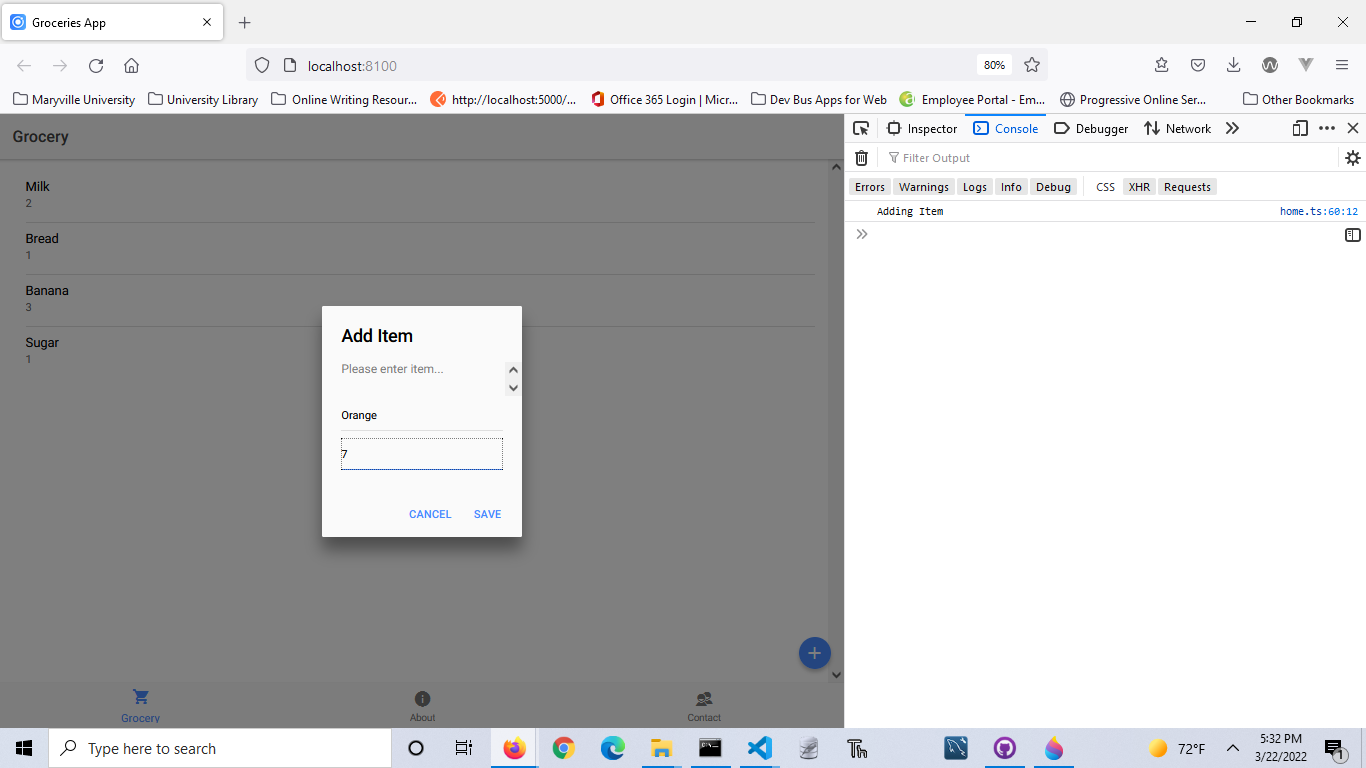 Groceries App
localhost:8100
80%
Maryville University
University Library
Online Writing Resour...
http://localhost:5000/...
Office 365 Login | Micr...
Dev Bus Apps for Web
Employee Portal - Em...
Progressive Online Ser...
Other Bookmarks
Grocery
Inspector
Console
Debugger
Network
Filter Output
Errors
Warnings
Logs
Info
Debug
CSS
XHR
Requests
Adding Item
home.ts:60:12
Milk
2
Bread
1
Banana
3
Sugar
1
Add Item
Please enter item...
Orange
7
CANCEL
SAVE
Grocery
About
Contact
Type here to search
72°F
5:32 PM
3/22/2022
1